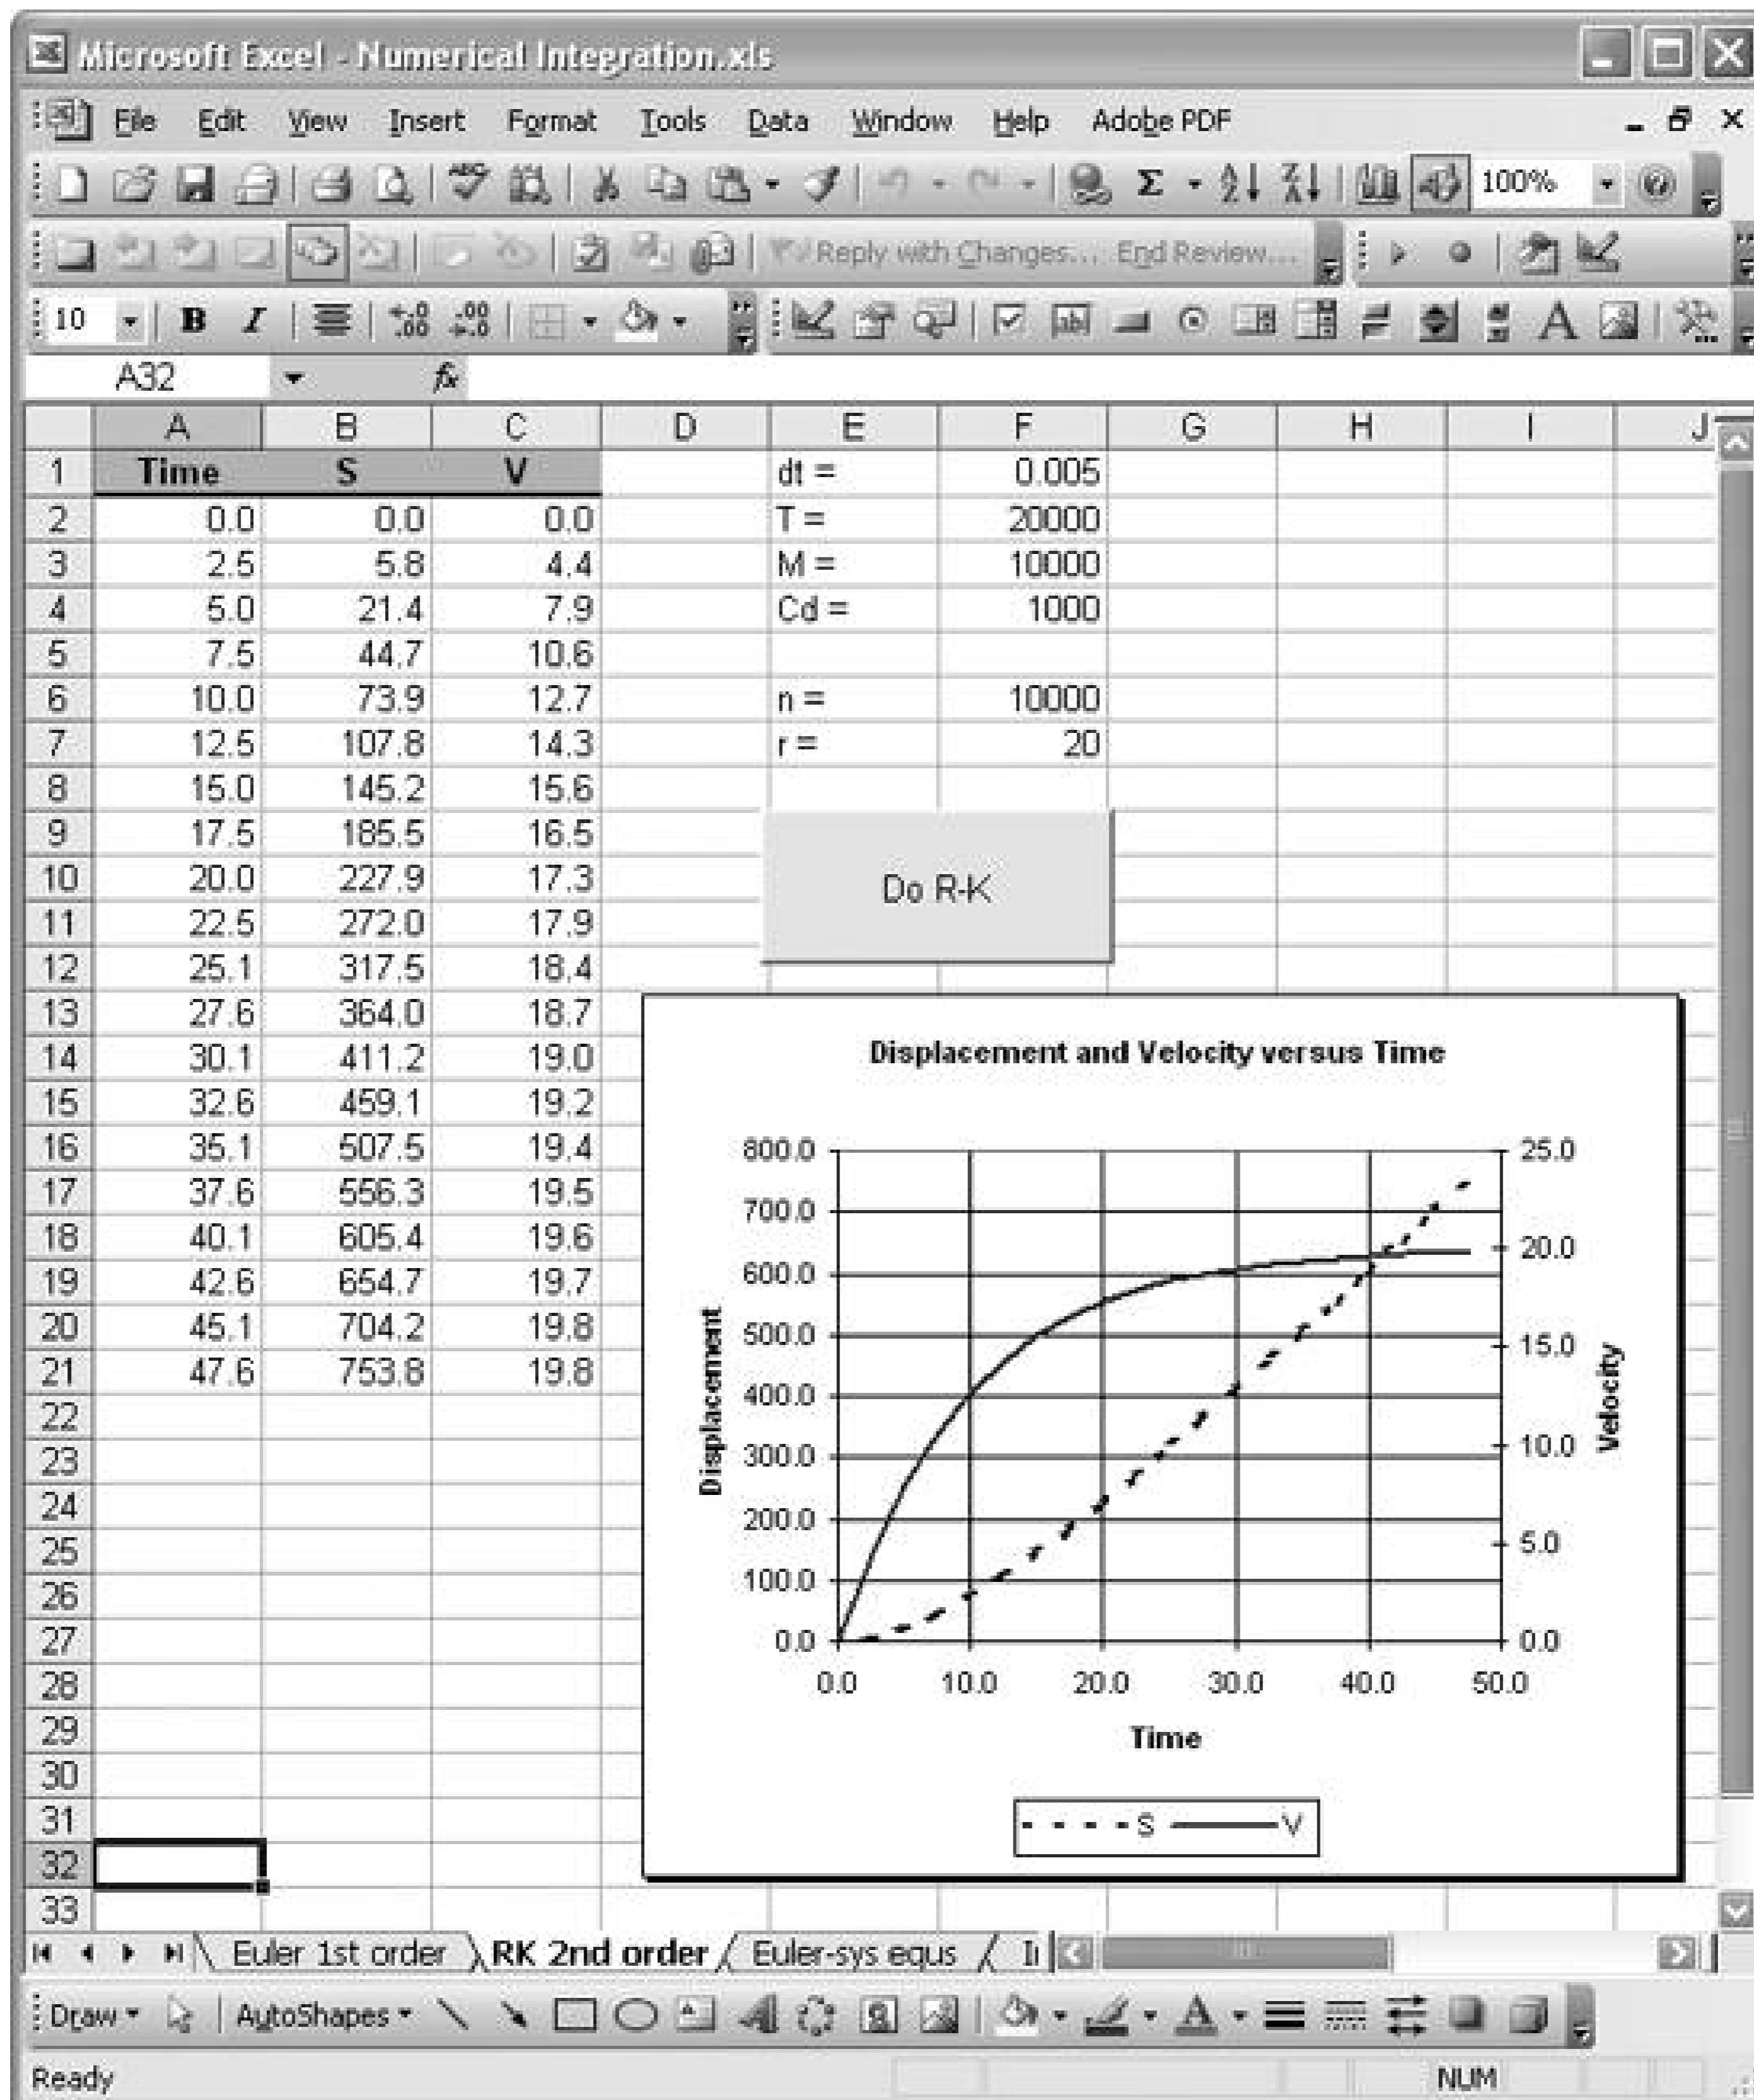 Microsoft Excel - Numerical Integration.xls
File Edit View Insert Format Tools Data Window Help Adobe PDF
100%
Reply with Changes... End Review...
10 B I A
A32 fx
A B C D E F G H I J
1 Time S V dt = 0.005
2 0.0 0.0 0.0 T = 20000
3 2.5 5.8 4.4 M = 10000
4 5.0 21.4 7.9 Cd = 1000
5 7.5 44.7 10.6
6 10.0 73.9 12.7 n = 10000
7 12.5 107.8 14.3 r = 20
8 15.0 145.2 15.6
9 17.5 185.5 16.5
10 20.0 227.9 17.3
Do R-K
11 22.5 272.0 17.9
12 25.1 317.5 18.4
13 27.6 364.0 18.7
14 30.1 411.2 19.0
15 32.6 459.1 19.2
16 35.1 507.5 19.4
17 37.6 556.3 19.5
18 40.1 605.4 19.6
19 42.6 654.7 19.7
20 45.1 704.2 19.8
21 47.6 753.8 19.8
22
23
24
25
26
27
28
29
30
31
32
33
Displacement and Velocity versus Time
800.0 25.0
700.0
20.0
600.0
500.0
15.0
400.0
10.0
300.0
200.0
5.0
100.0
0.0 0.0
Displacement
Velocity
0.0 10.0 20.0 30.0 40.0 50.0
Time
S V
Euler 1st order RK 2nd order Euler-sys equs
Draw AutoShapes A
Ready NUM